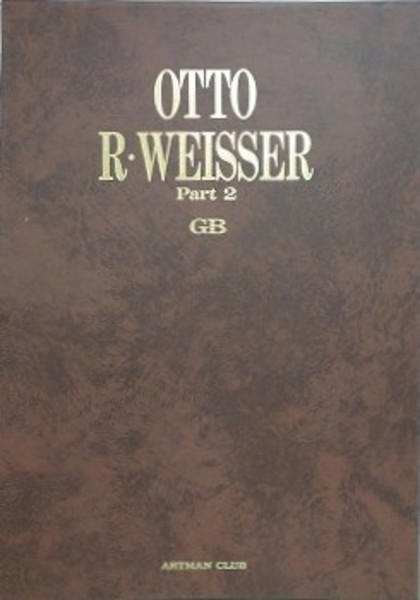 OTTO
R·WEISSER
Part 2
GB
ARTMAN CLUB